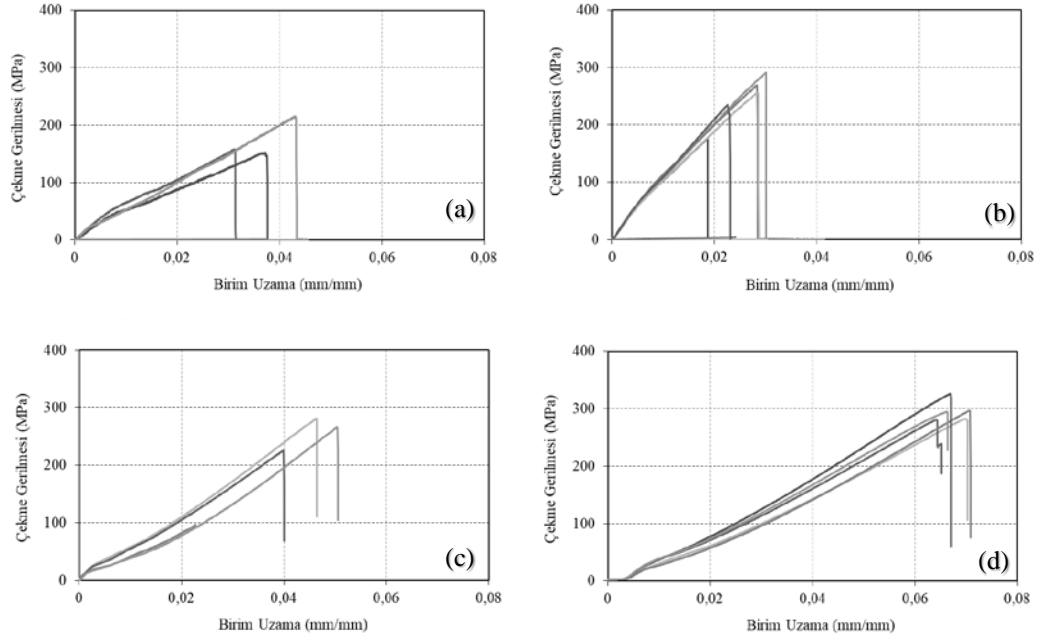 400
300
200
100
0
Çekme Gerilmesi (MPa)
0 0,02 0,04 0,06 0,08
Birim Uzama (mm/mm)
(a)
400
300
200
100
0
Çekme Gerilmesi (MPa)
0 0,02 0,04 0,06 0,08
Birim Uzama (mm/mm)
(b)
400
300
200
100
0
Çekme Gerilmesi (MPa)
0 0,02 0,04 0,06 0,08
Birim Uzama (mm/mm)
(c)
400
300
200
100
0
Çekme Gerilmesi (MPa)
0 0,02 0,04 0,06 0,08
Birim Uzama (mm/mm)
(d)